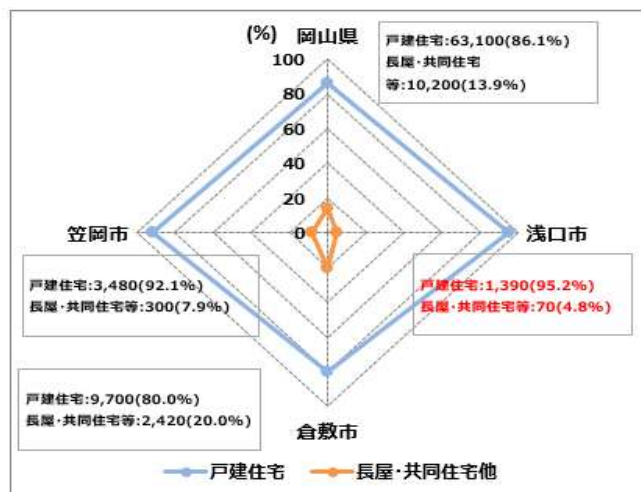 (%) 岡山県
戸建住宅:63,100(86.1%)
長屋・共同住宅
等:10,200(13.9%)
100
80
60
40
20
0
笠岡市
浅口市
戸建住宅:3,480(92.1%)
長屋・共同住宅等:300(7.9%)
戸建住宅:1,390(95.2%)
長屋・共同住宅等:70(4.8%)
戸建住宅:9,700(80.0%)
長屋・共同住宅等:2,420(20.0%)
倉敷市
戸建住宅 長屋・共同住宅他